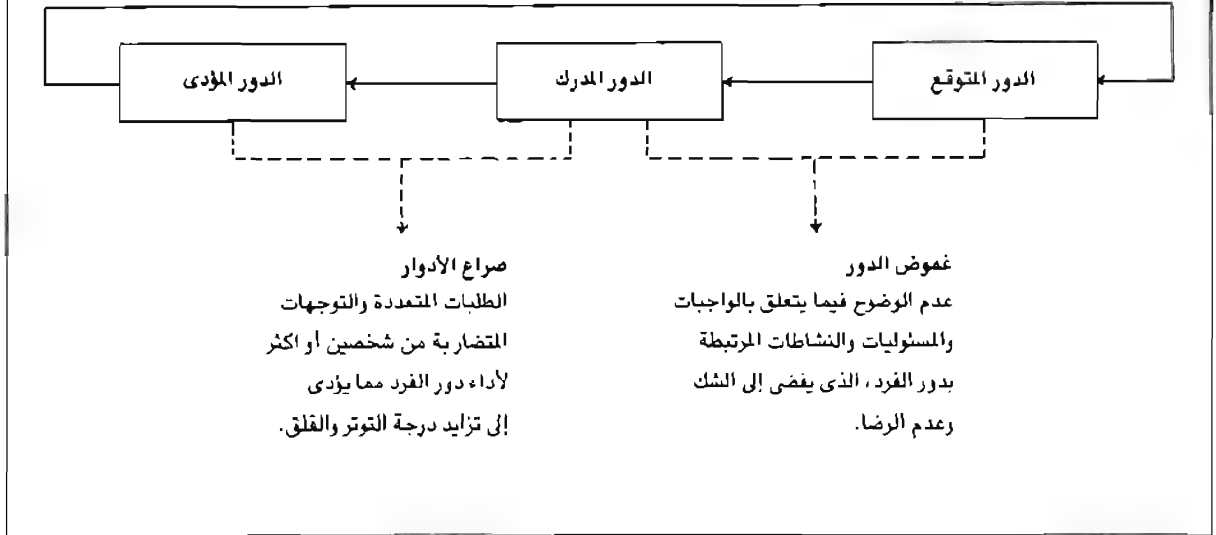 الدور المتوقع
الدور المدرك
الدور المؤدى
غموض الدور
عدم الوضوح فيما يتعلق بالواجبات
والمسئوليات والنشاطات المرتبطة
بدور الفرد، الذى يفضى إلى الشك
وعدم الرضا.
صراع الأدوار
الطلبات المتعددة والتوجهات
المتضاربة من شخصين أو اكثر
لأداء دور الفرد مما يؤدى
إلى تزايد درجة التوتر والقلق.